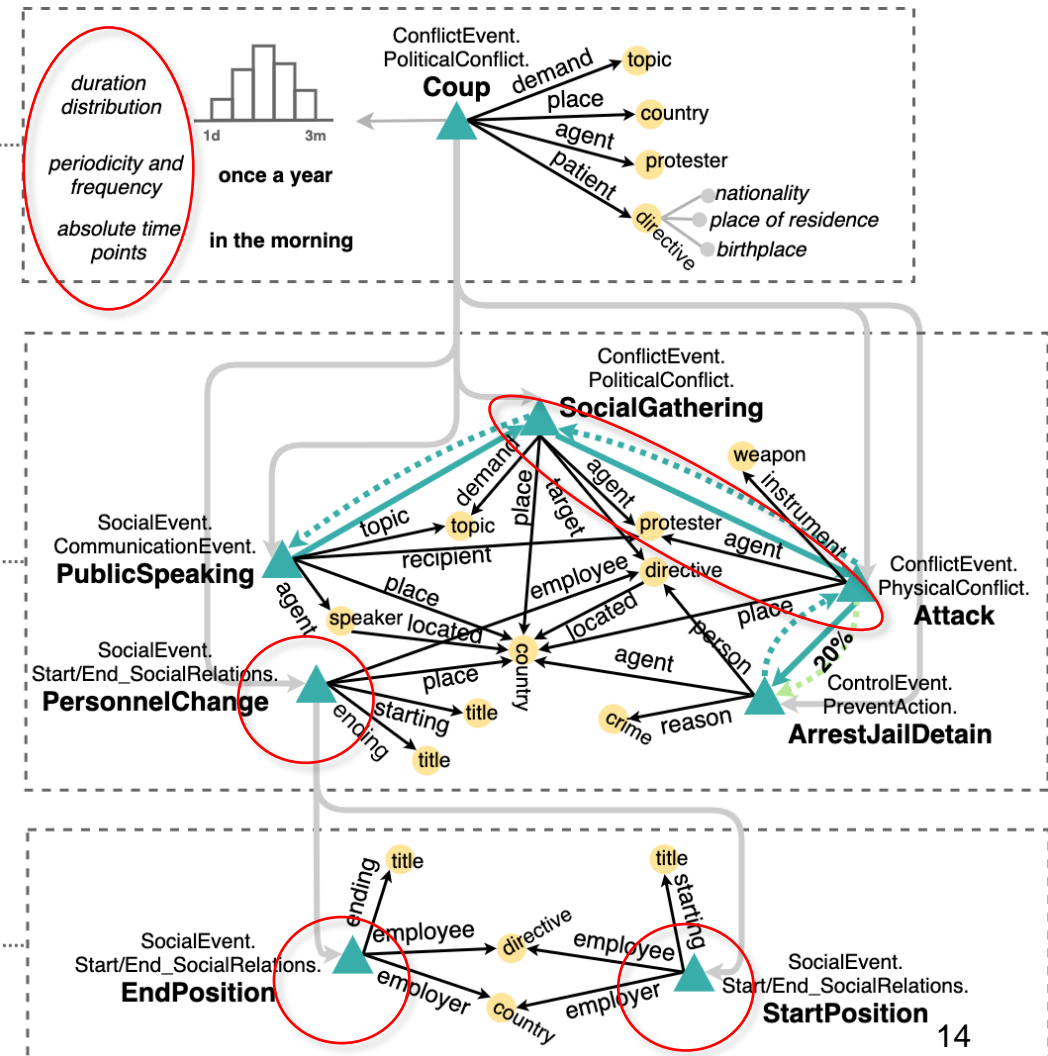 duration
distribution
periodicity and
frequency
absolute time
points
1d
3m
once a year
in the morning
ConflictEvent.
PoliticalConflict.
Coup
demand
topic
place
country
agent
protester
patient
directive
nationality
place of residence
birthplace
ConflictEvent.
PoliticalConflict.
SocialGathering
weapon
instrument
demand
place
target
agent
SocialEvent.
CommunicationEvent.
PublicSpeaking
topic
topic
protester
agent
recipient
employee
directive
ConflictEvent.
PhysicalConflict.
Attack
agent
place
speaker
located
located
place
person
20%
SocialEvent.
Start/End_SocialRelations.
PersonnelChange
place
country
agent
starting
title
ending
title
crime
reason
ControlEvent.
PreventAction.
ArrestJailDetain
title
ending
title
starting
SocialEvent.
Start/End_SocialRelations.
EndPosition
employee
directive
employee
employer
country
employer
SocialEvent.
Start/End_SocialRelations.
StartPosition
14